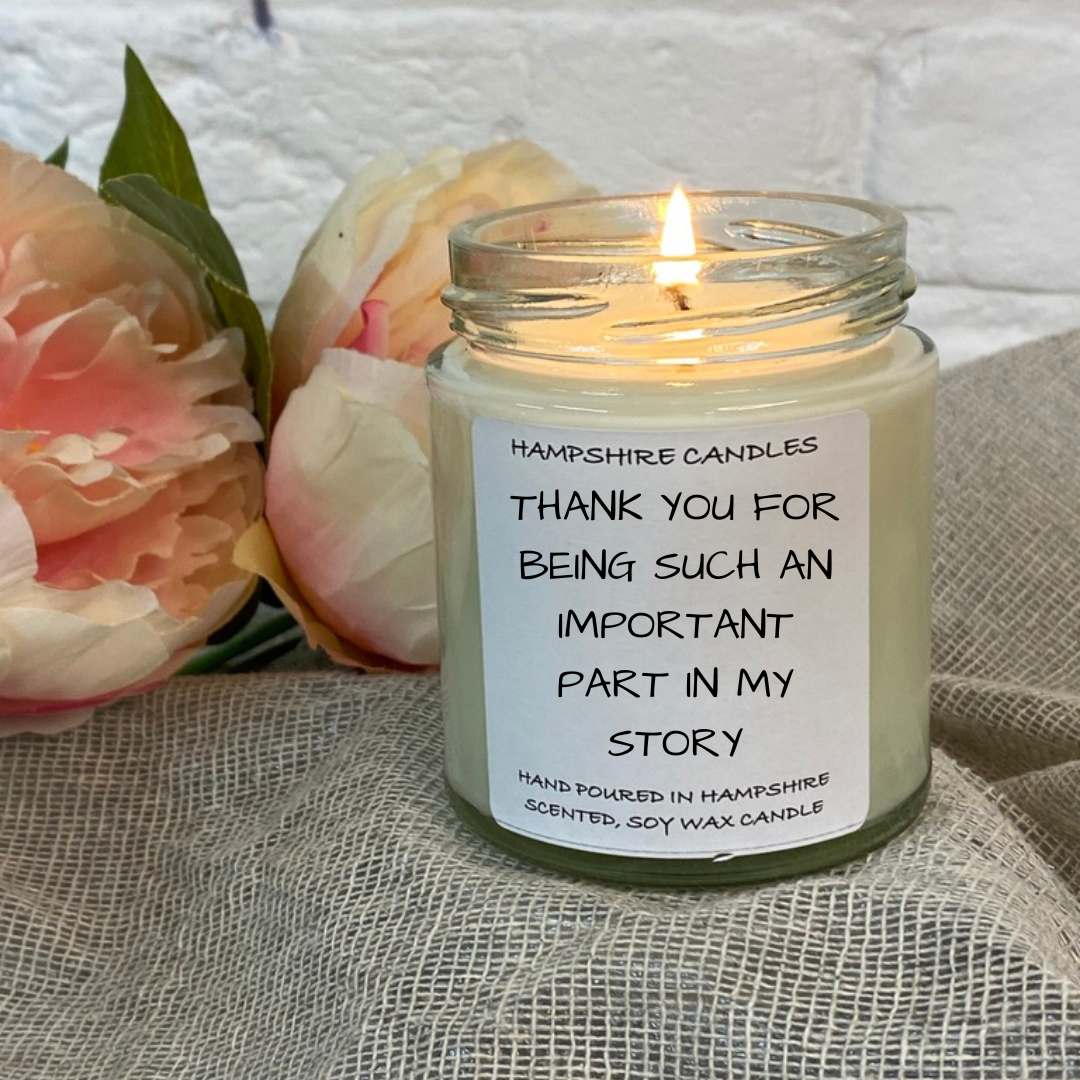 HAMPSHIRE CANDLES
THANK YOU FOR
BEING SUCH AN
IMPORTANT
PART IN MY
STORY
HAND POURED IN HAMPSHIRE
SCENTED, SOY WAX CANDLE